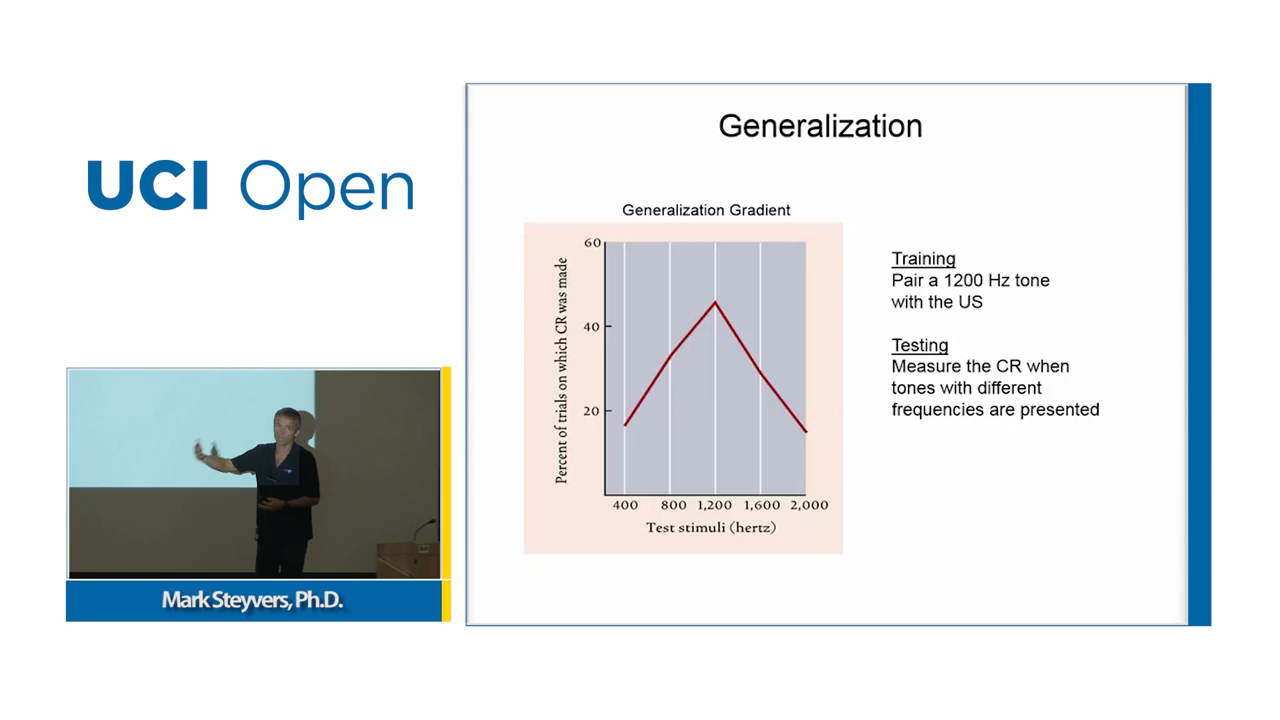 UCI Open
Mark Steyvers, Ph.D.
Generalization
Generalization Gradient
Percent of trials on which CR was made
60
40
20
400 800 1,200 1,600 2,000
Test stimuli (hertz)
Training
Pair a 1200 Hz tone
with the US
Testing
Measure the CR when
tones with different
frequencies are presented